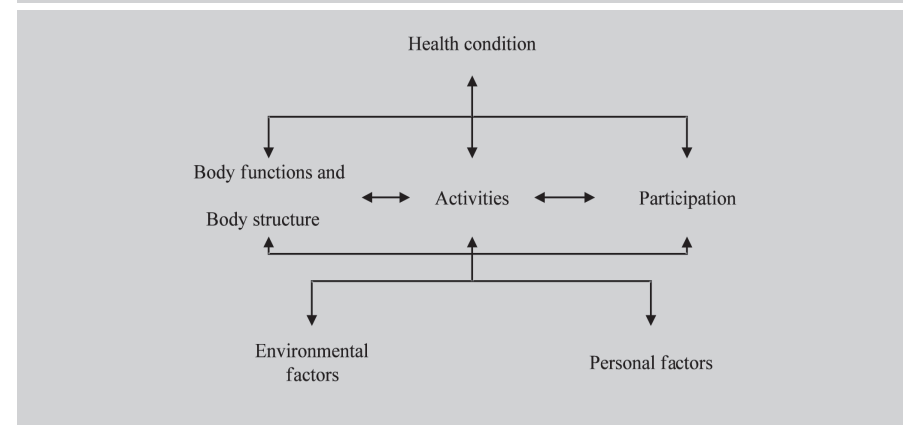 Health condition
Body functions and
Body structure
Activities
Participation
Environmental
factors
Personal factors